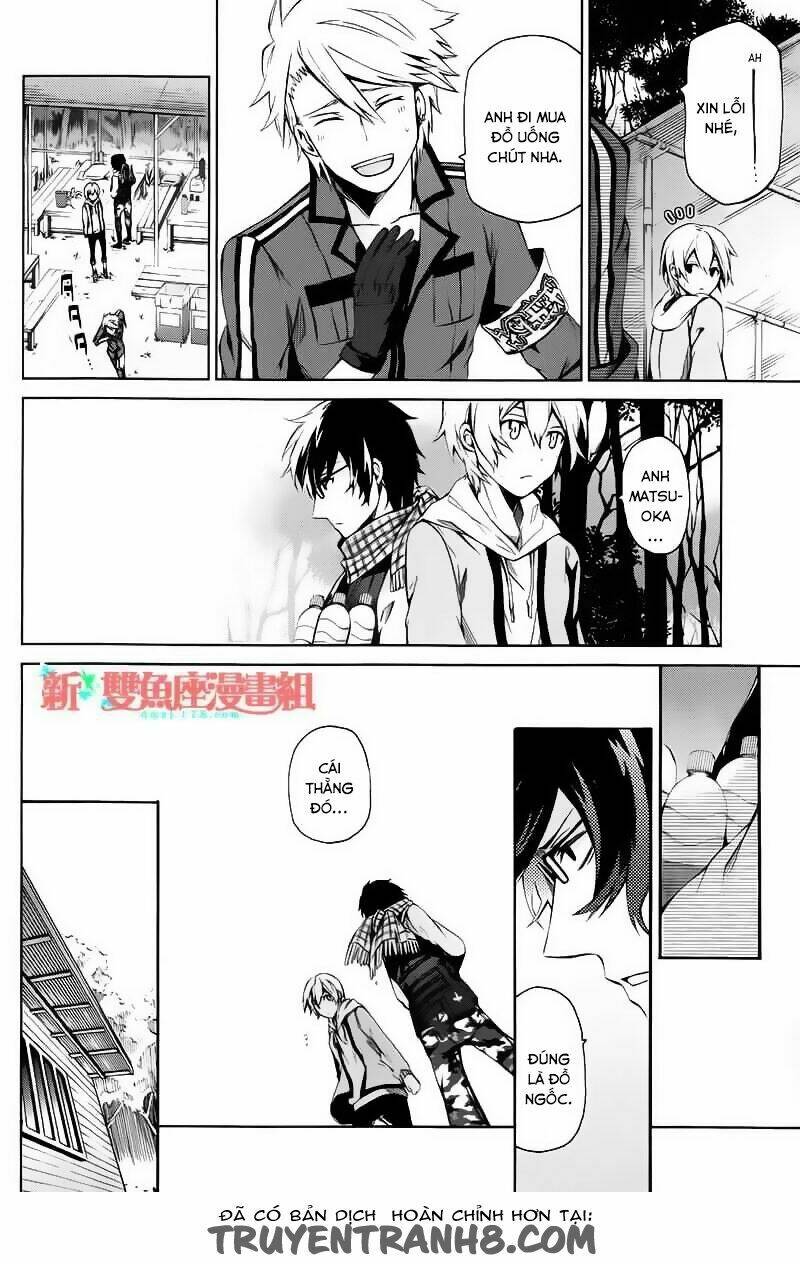 AH
XIN LỖI
NHÉ,
ANH ĐI MUA
ĐỒ UỐNG
CHÚT NHA.
ANH
MATSU-
OKA
...
新 雙魚座漫畫組
CÁI
THẰNG
ĐÓ...
ĐÚNG
LÀ ĐỒ
NGỐC.
ĐÃ CÓ BẢN DỊCH HOÀN CHỈNH HƠN TẠI:
TRUYENTRANH8.COM